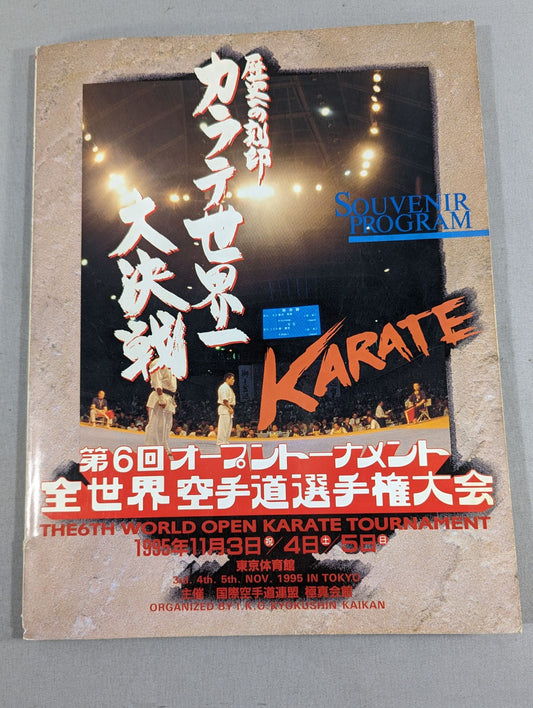 歴史の刻印
カラテ世界一
大決戦
SOUVENIR
PROGRAM
KARATE
第6回オープントーナメント
全世界空手道選手権大会
THE6TH WORLD OPEN KARATE TOURNAMENT
1995年11月3日祝/4日土/5日日
東京体育館
3rd. 4th. 5th. NOV. 1995 IN TOKYO
主催 国際空手道連盟 極真会館
ORGANIZED BY I.K.O. KYOKUSHIN KAIKAN